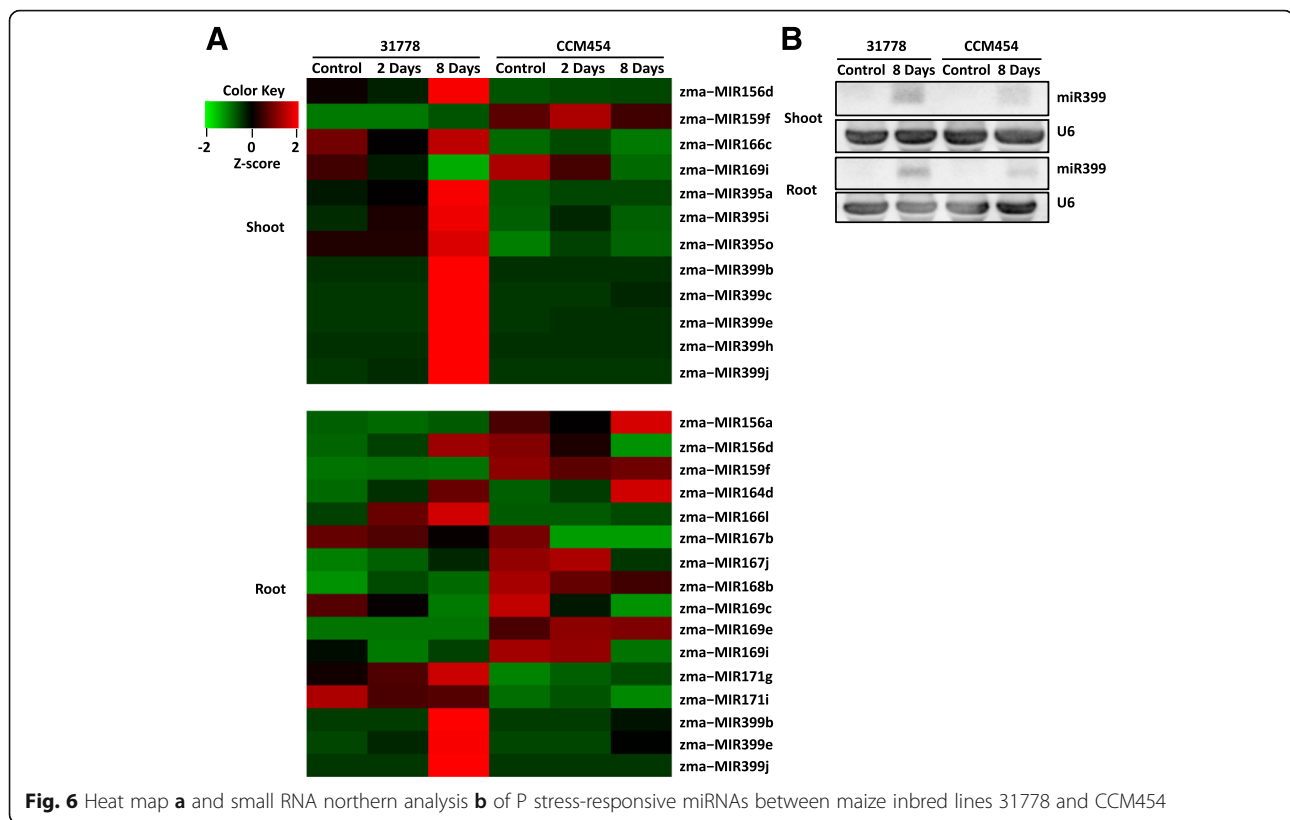 A
31778 CCM454
Control 2 Days 8 Days Control 2 Days 8 Days
Color Key
-2 0 2
Z-score
Shoot
zma−MIR156d
zma−MIR159f
zma−MIR166c
zma−MIR169i
zma−MIR395a
zma−MIR395i
zma−MIR395o
zma−MIR399b
zma−MIR399c
zma−MIR399e
zma−MIR399h
zma−MIR399j
Root
zma−MIR156a
zma−MIR156d
zma−MIR159f
zma−MIR164d
zma−MIR166l
zma−MIR167b
zma−MIR167j
zma−MIR168b
zma−MIR169c
zma−MIR169e
zma−MIR169i
zma−MIR171g
zma−MIR171i
zma−MIR399b
zma−MIR399e
zma−MIR399j
B
31778 CCM454
Control 8 Days Control 8 Days
Shoot
miR399
U6
Root
miR399
U6
Fig. 6 Heat map a and small RNA northern analysis b of P stress-responsive miRNAs between maize inbred lines 31778 and CCM454